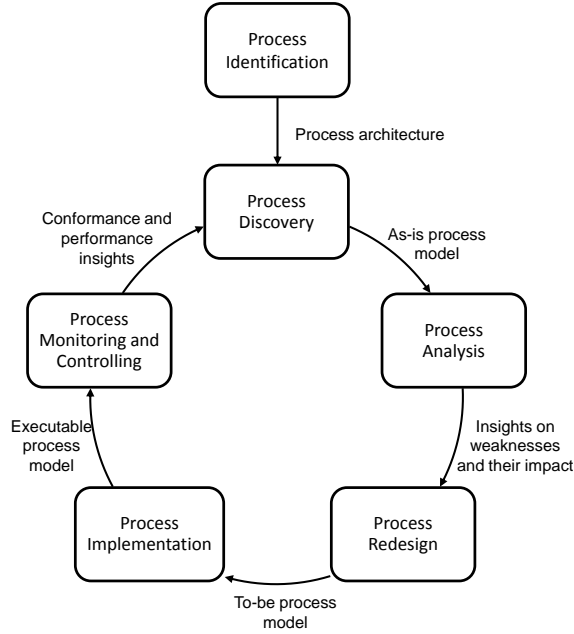 Process
Identification
Process architecture
Process
Discovery
Conformance and
performance
insights
As-is process
model
Process
Monitoring and
Controlling
Process
Analysis
Executable
process
model
Insights on
weaknesses
and their impact
Process
Implementation
Process
Redesign
To-be process
model